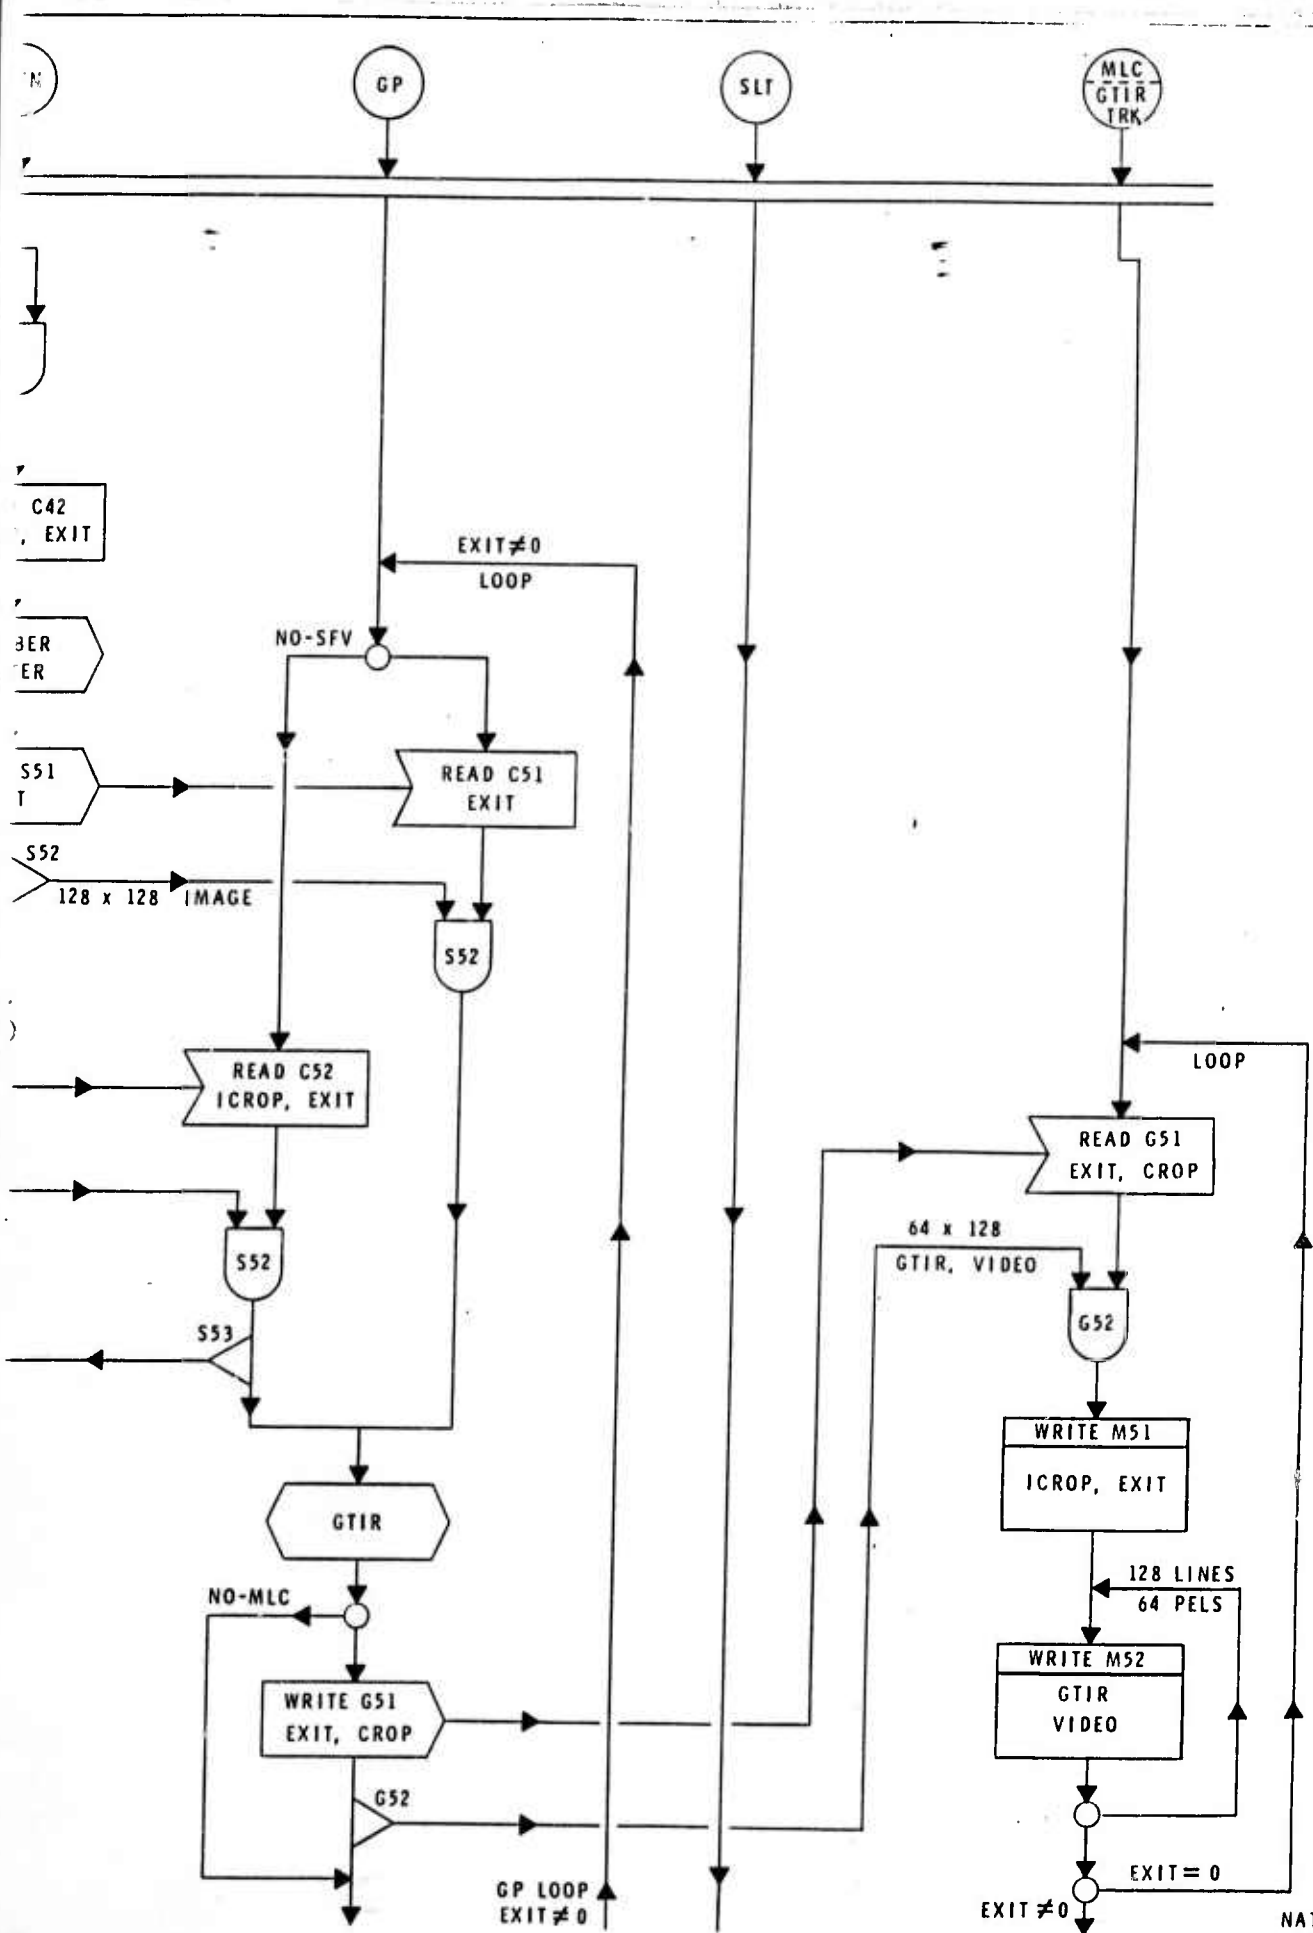 GP
SLT
MLC
GTIR
TRK
C42
, EXIT
EXIT≠0
LOOP
NO-SFV
S51
T
READ C51
EXIT
S52
128 x 128 IMAGE
S52
READ C52
ICROP, EXIT
S52
S53
LOOP
READ G51
EXIT, CROP
64 x 128
GTIR, VIDEO
G52
WRITE M51
ICROP, EXIT
GTIR
NO-MLC
128 LINES
64 PELS
WRITE M52
GTIR
VIDEO
WRITE G51
EXIT, CROP
G52
GP LOOP
EXIT≠0
EXIT=0
EXIT≠0